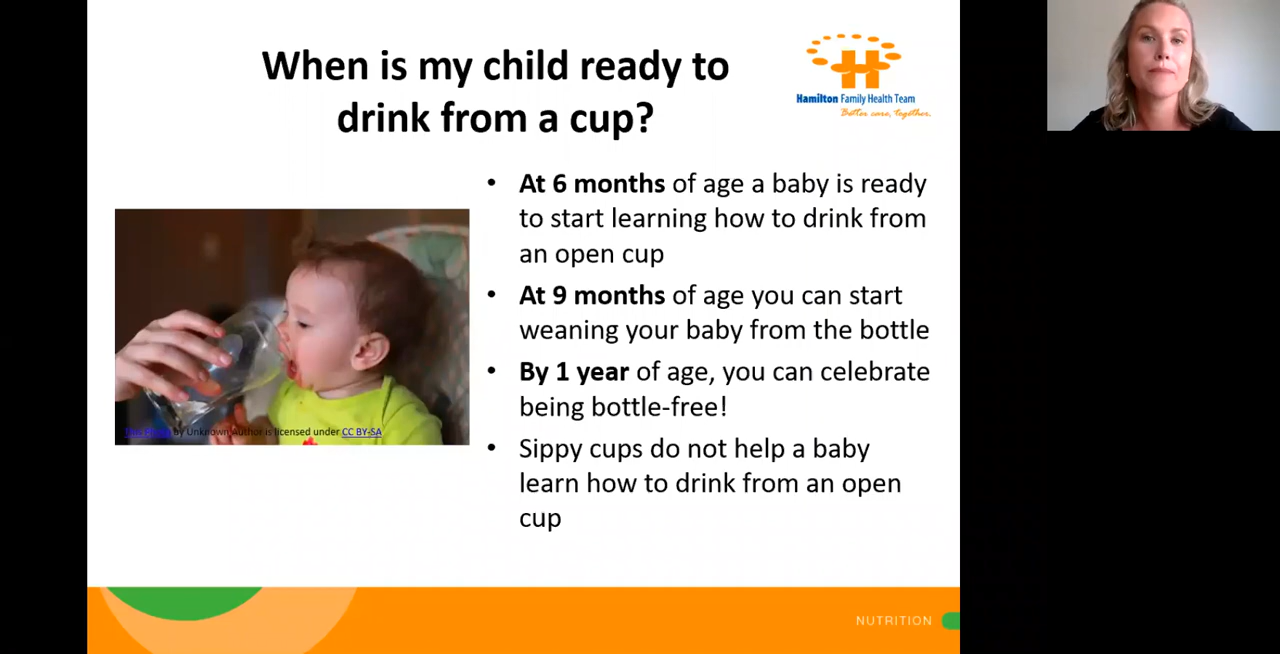 When is my child ready to
drink from a cup?
Hamilton Family Health Team
Better care, together.
• At 6 months of age a baby is ready
to start learning how to drink from
an open cup
• At 9 months of age you can start
weaning your baby from the bottle
• By 1 year of age, you can celebrate
being bottle-free!
• Sippy cups do not help a baby
learn how to drink from an open
cup
This Photo by Unknown Author is licensed under CC BY-SA
NUTRITION